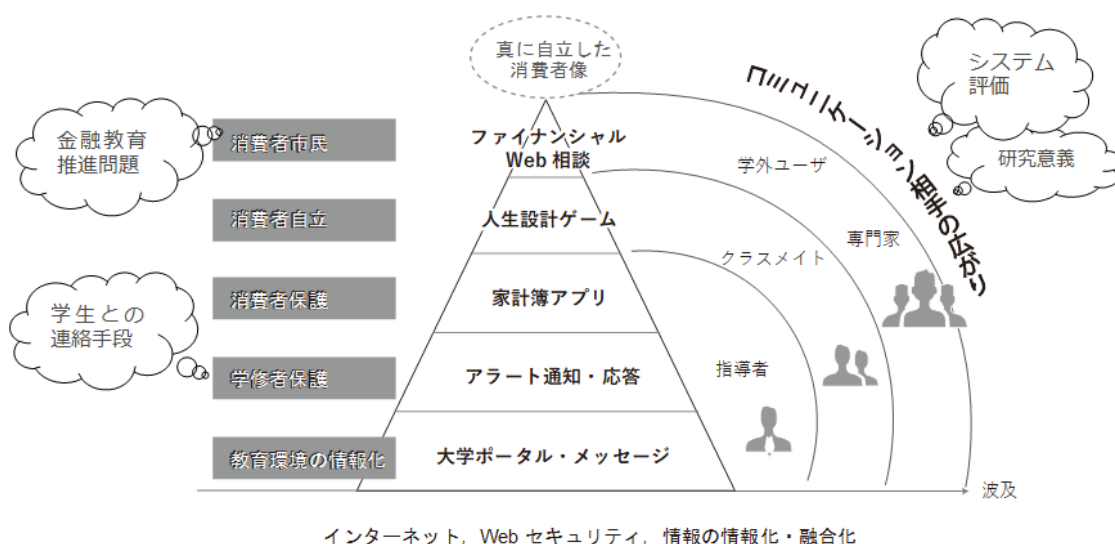 真に自立した
消費者像
システム
評価
研究意義
コミュニケーション相手の広がり
金融教育
推進問題
消費者市民
ファイナンシャル
Web 相談
学外ユーザ
消費者自立
人生設計ゲーム
専門家
クラスメイト
学生との
連絡手段
消費者保護
家計簿アプリ
学修者保護
アラート通知・応答
指導者
教育環境の情報化
大学ポータル・メッセージ
波及
インターネット，Web セキュリティ，情報の情報化・融合化